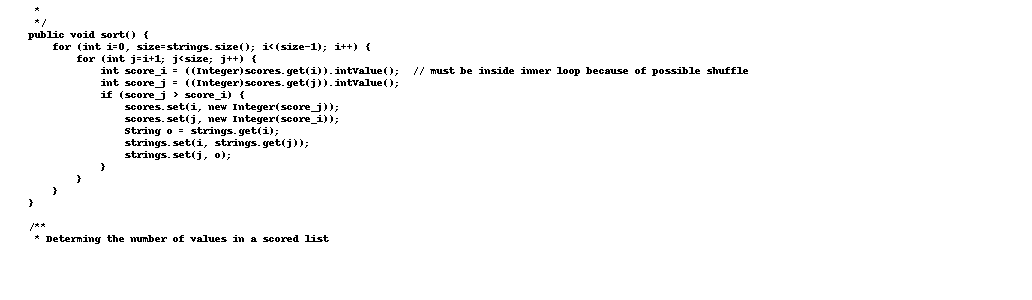 *
*/
public void sort() {
for (int i=0, size=strings.size(); i<(size-1); i++) {
for (int j=i+1; j<size; j++) {
int score_i = ((Integer)scores.get(i)).intValue();  // must be inside inner loop because of possible shuffle
int score_j = ((Integer)scores.get(j)).intValue();
if (score_j > score_i) {
scores.set(i, new Integer(score_j));
scores.set(j, new Integer(score_i));
String o = strings.get(i);
strings.set(i, strings.get(j));
strings.set(j, o);
}
}
}
}
/**
* Determing the number of values in a scored list